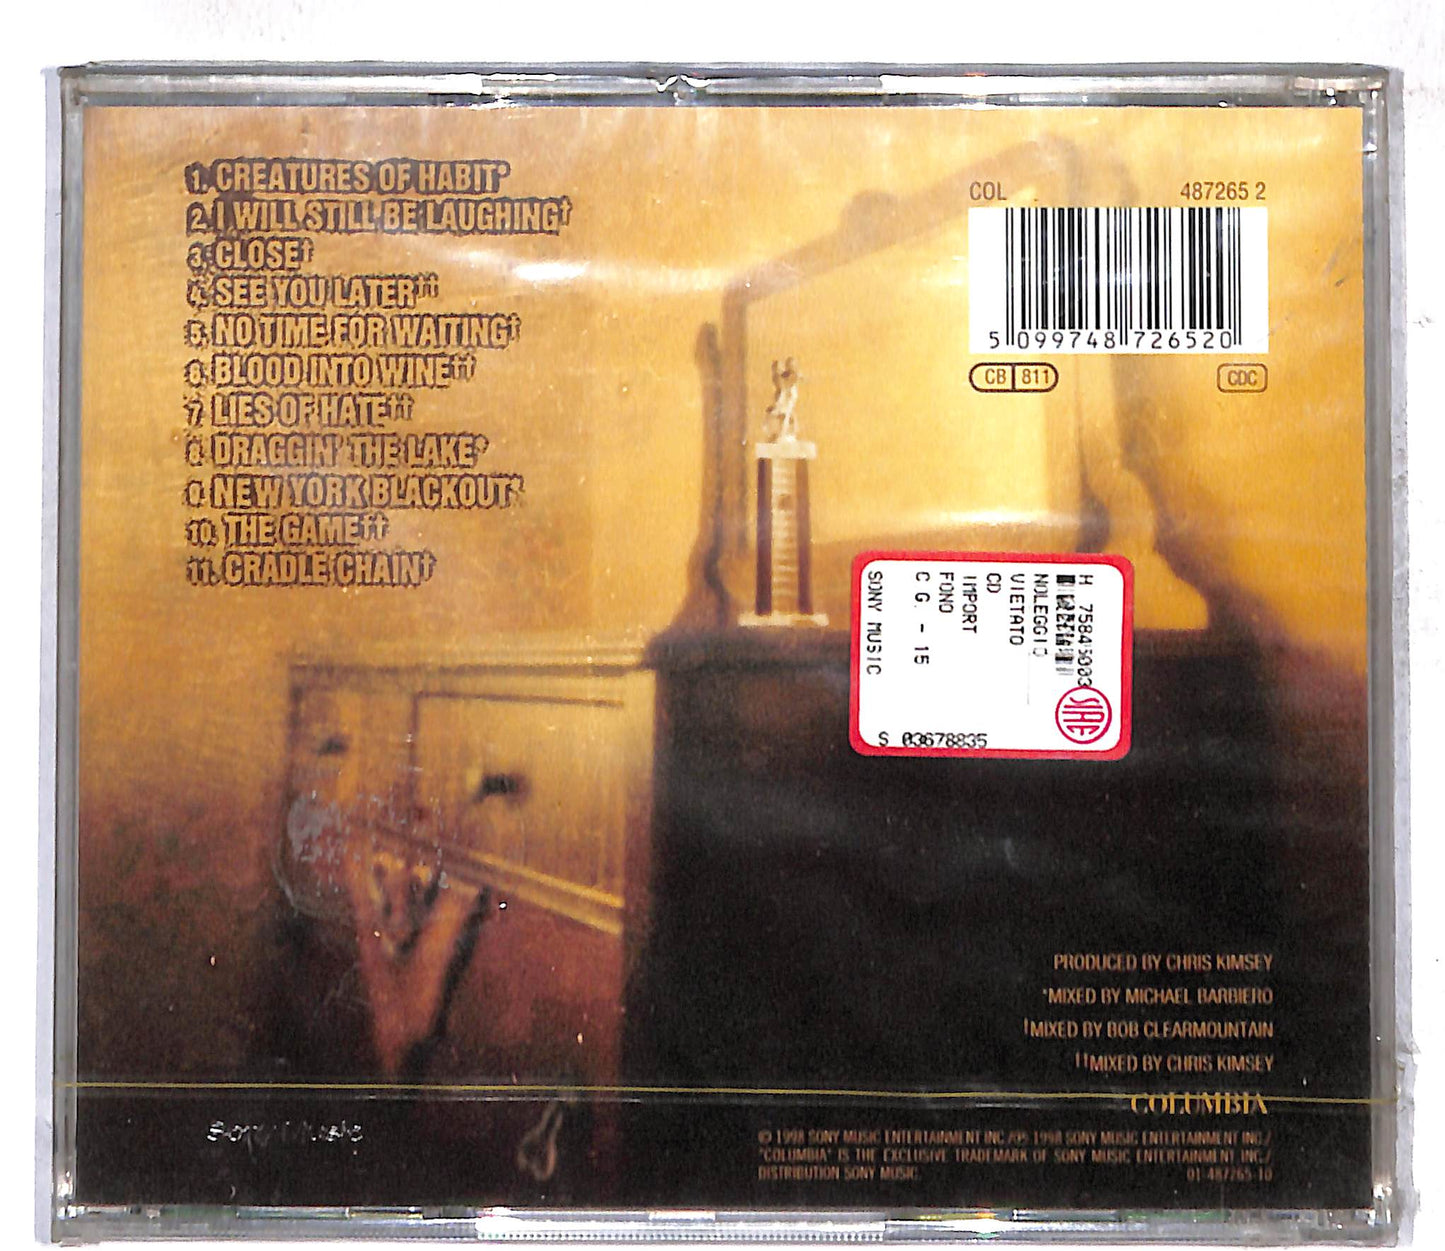 1. CREATURES OF HABIT*
2. I WILL STILL BE LAUGHING†
3. CLOSE†
4. SEE YOU LATER††
5. NO TIME FOR WAITING†
6. BLOOD INTO WINE††
7. LIES OF HATE††
8. DRAGGIN' THE LAKE*
9. NEW YORK BLACKOUT*
10. THE GAME††
11. CRADLE CHAIN†
COL 487265 2
5 099748 726520
CB 811
CDC
H 75845003
NOLEGGIO
VIETATO
CD
IMPORT
FONO
C G. - 15
SONY MUSIC
SIAE
S 03678835
PRODUCED BY CHRIS KIMSEY
*MIXED BY MICHAEL BARBIERO
†MIXED BY BOB CLEARMOUNTAIN
††MIXED BY CHRIS KIMSEY
COLUMBIA
Sony Music
© 1998 SONY MUSIC ENTERTAINMENT INC./℗ 1998 SONY MUSIC ENTERTAINMENT INC./
"COLUMBIA" IS THE EXCLUSIVE TRADEMARK OF SONY MUSIC ENTERTAINMENT INC./
DISTRIBUTION SONY MUSIC. 01-487265-10